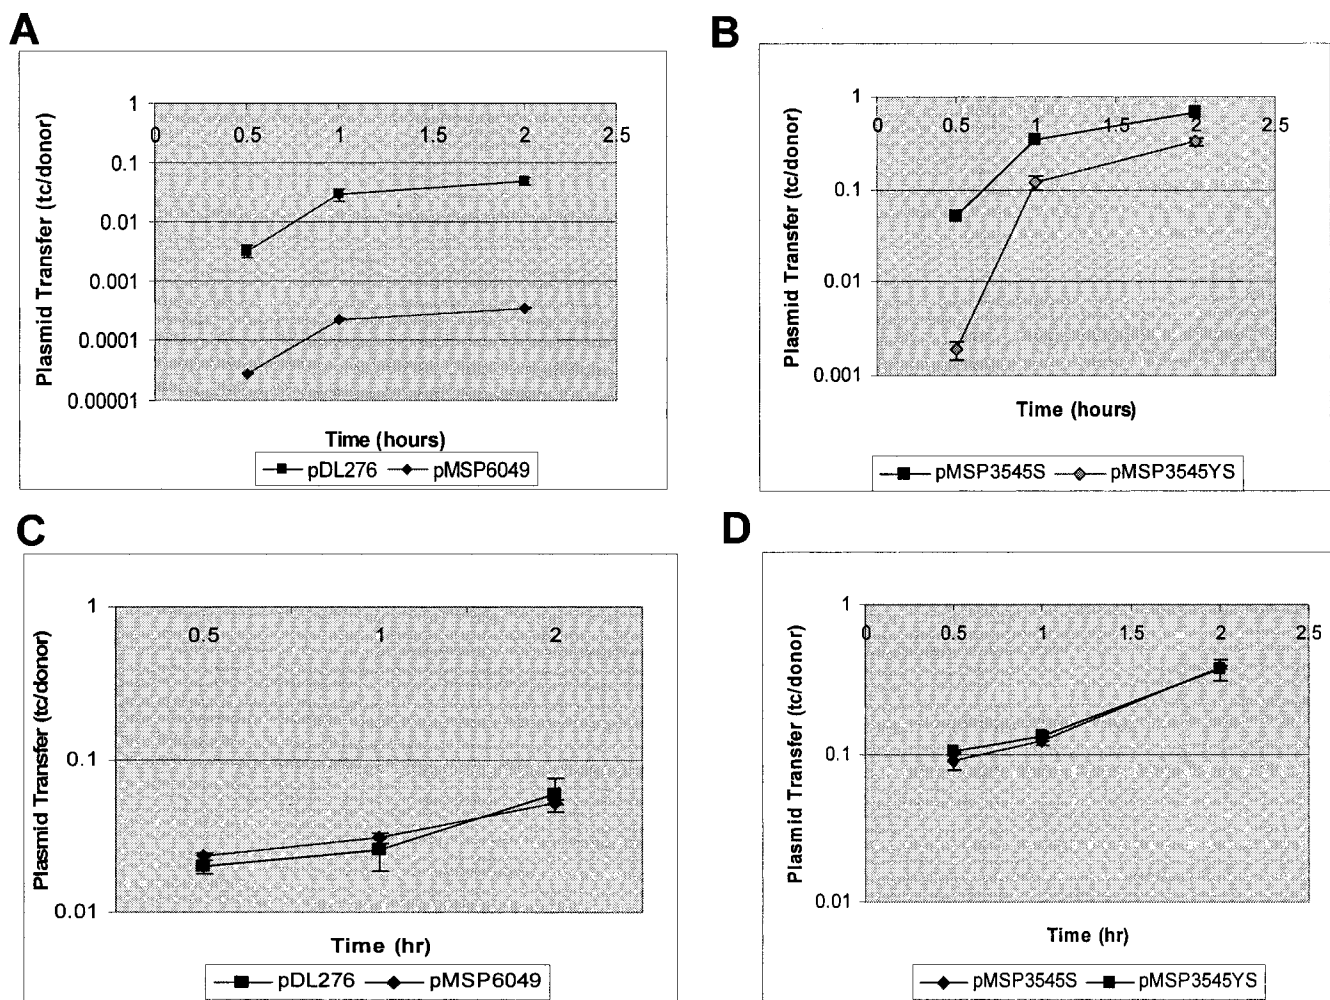 A
Plasmid Transfer (tc/donor)
1
0.1
0.01
0.001
0.0001
0.00001
0 0.5 1 1.5 2 2.5
Time (hours)
pDL276 pMSP6049
B
Plasmid Transfer (tc/donor)
1
0.1
0.01
0.001
0 0.5 1 1.5 2 2.5
Time (hours)
pMSP3545S pMSP3545YS
C
Plasmid Transfer (tc/donor)
1
0.1
0.01
0.5 1 2
Time (hr)
pDL276 pMSP6049
D
Plasmid Transfer (tc/donor)
1
0.1
0.01
0 0.5 1 1.5 2 2.5
Time (hr)
pMSP3545S pMSP3545YS